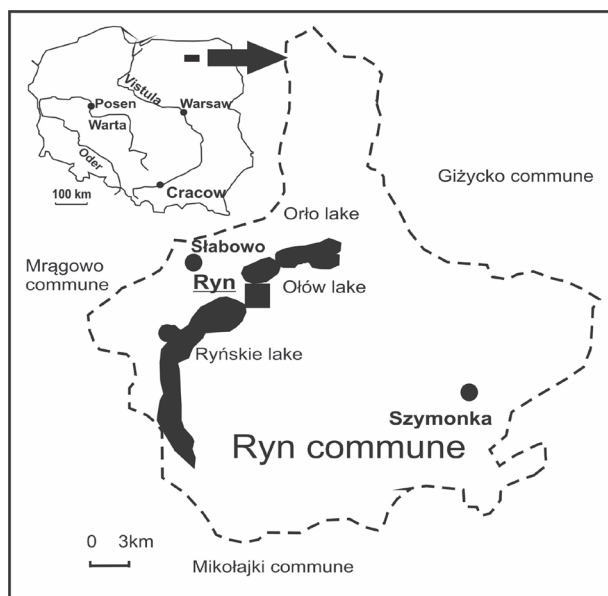 Vistula
Posen
Warsaw
Warta
Oder
100 km
Cracow
Giżycko commune
Orło lake
Słabowo
Mrągowo
commune
Ryn
Ołów lake
Ryńskie lake
Szymonka
Ryn commune
0 3km
Mikołajki commune